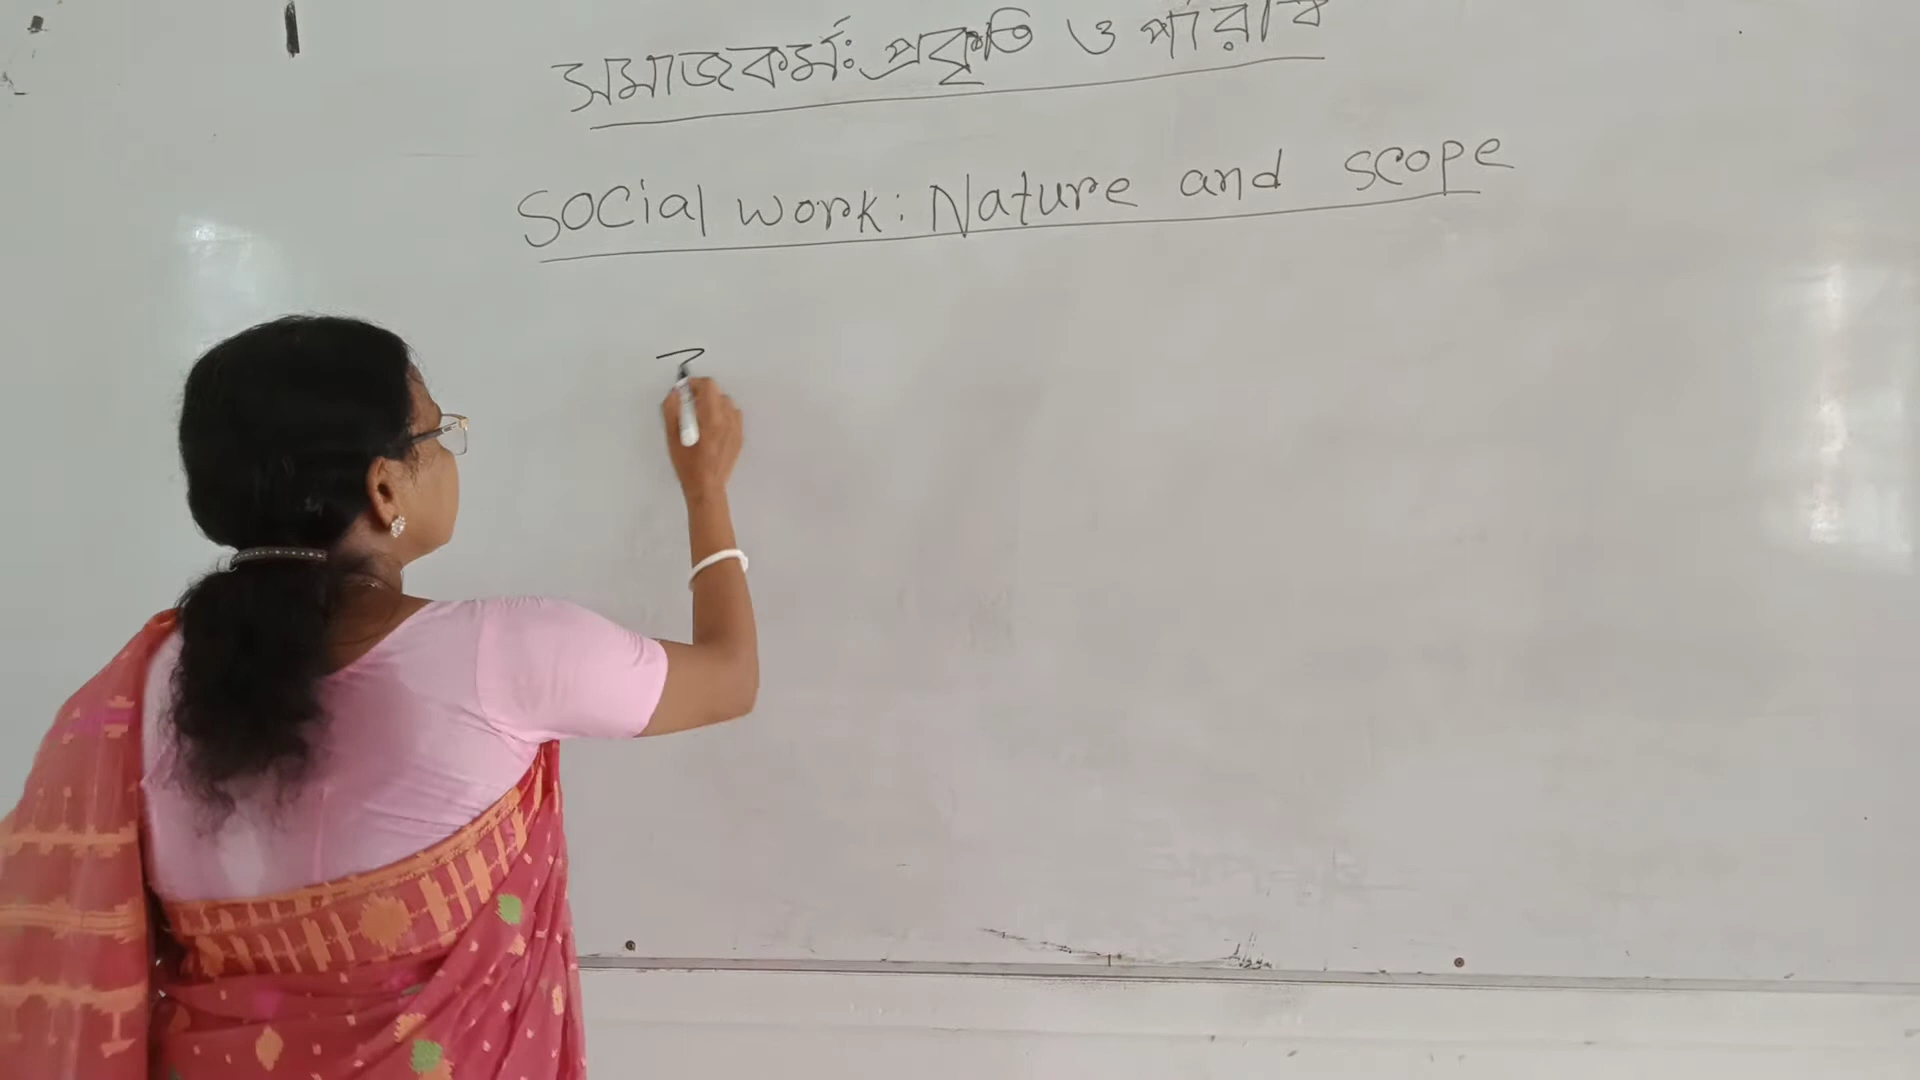 সমাজকর্মঃ প্রকৃতি ও পরিধি
Social work: Nature and scope